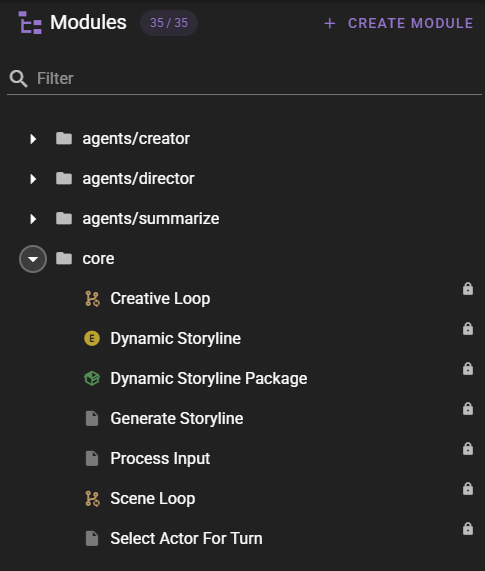 Modules 35 / 35 + CREATE MODULE
Filter
agents/creator
agents/director
agents/summarize
core
Creative Loop
E Dynamic Storyline
Dynamic Storyline Package
Generate Storyline
Process Input
Scene Loop
Select Actor For Turn